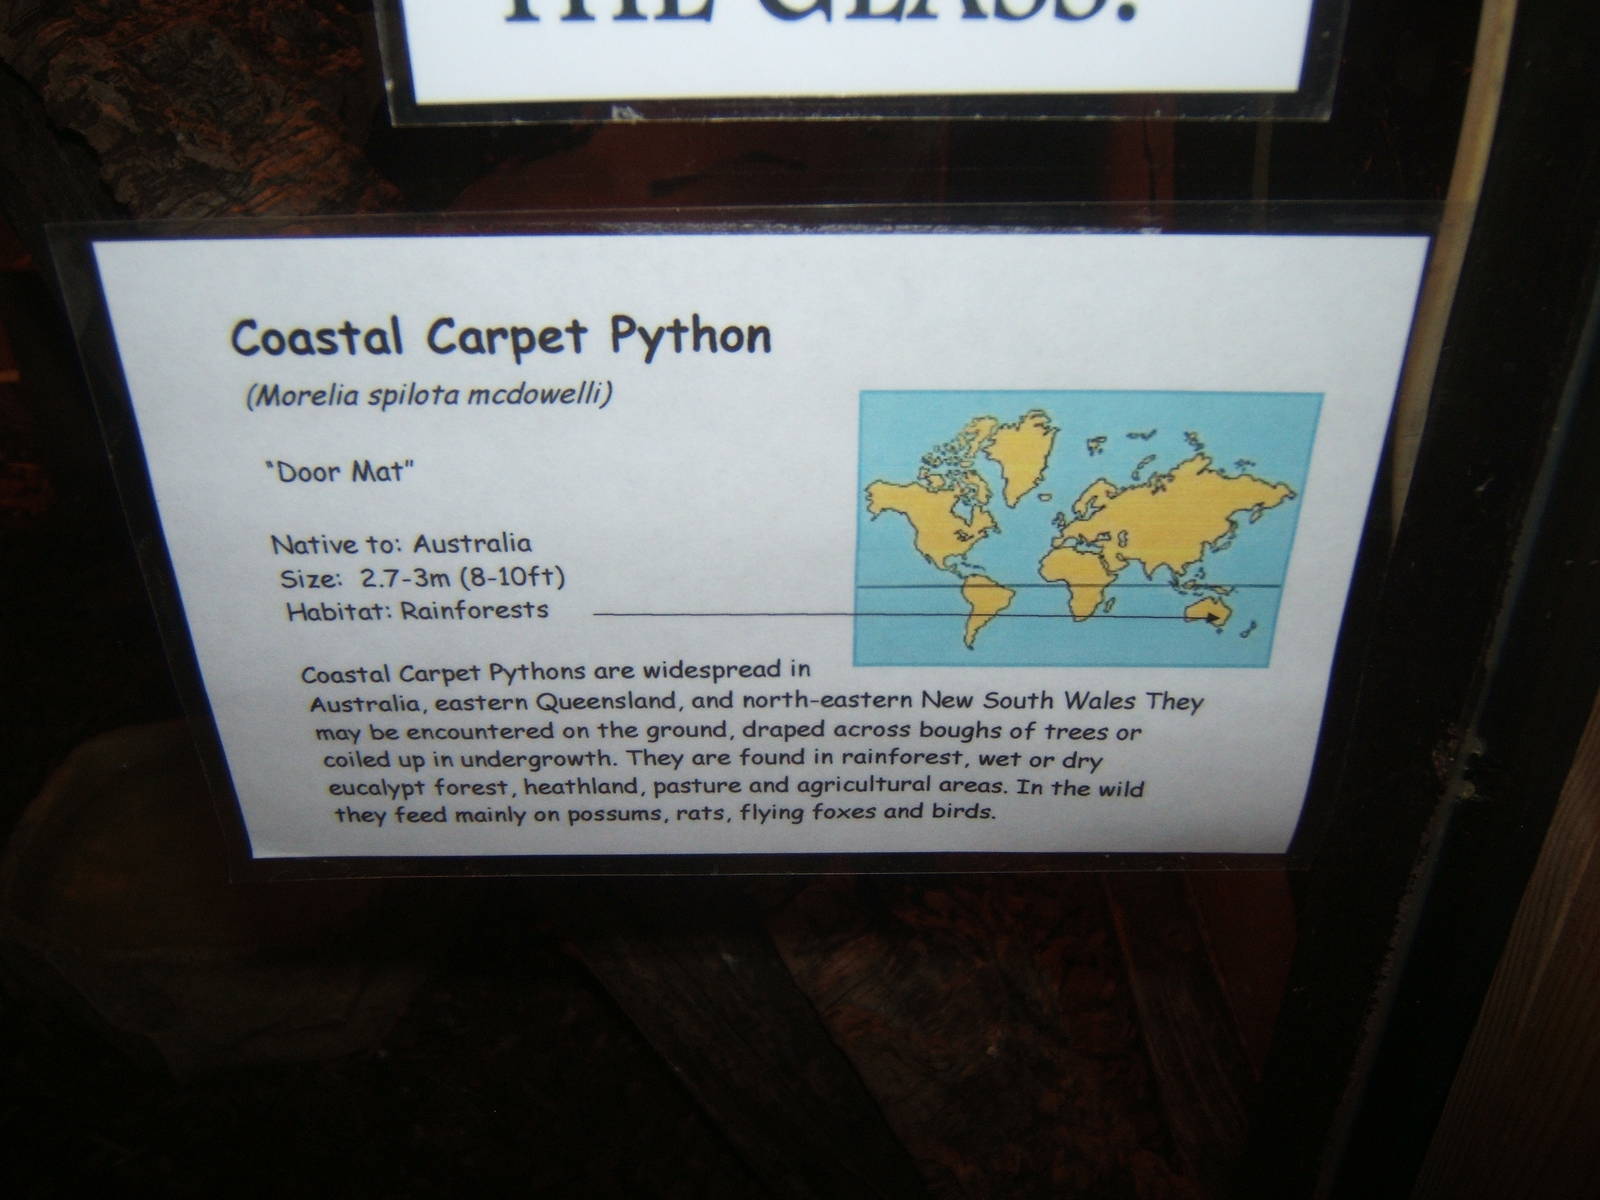 THE GLASS!
Coastal Carpet Python
(Morelia spilota mcdowelli)
"Door Mat"
Native to: Australia
Size: 2.7-3m (8-10ft)
Habitat: Rainforests
Coastal Carpet Pythons are widespread in
Australia, eastern Queensland, and north-eastern New South Wales They
may be encountered on the ground, draped across boughs of trees or
coiled up in undergrowth. They are found in rainforest, wet or dry
eucalypt forest, heathland, pasture and agricultural areas. In the wild
they feed mainly on possums, rats, flying foxes and birds.